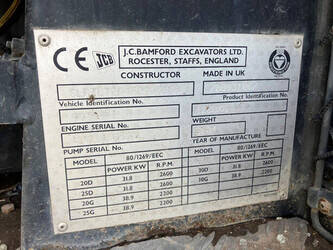 CE JCB J.C.BAMFORD EXCAVATORS LTD.
ROCESTER, STAFFS, ENGLAND
CONSTRUCTOR MADE IN UK
Vehicle Identification No. Product Identification No.
ENGINE SERIAL No. WEIGHT
YEAR OF MANUFACTURE
PUMP SERIAL No.
MODEL 80/1269/EEC MODEL 80/1269/EEC
POWER KW R.P.M. POWER KW R.P.M.
20D 31.8 2600 30D 31.8 2600
25D 31.8 2200 30G 38.9 2200
20G 38.9 2600
25G 38.9 2200